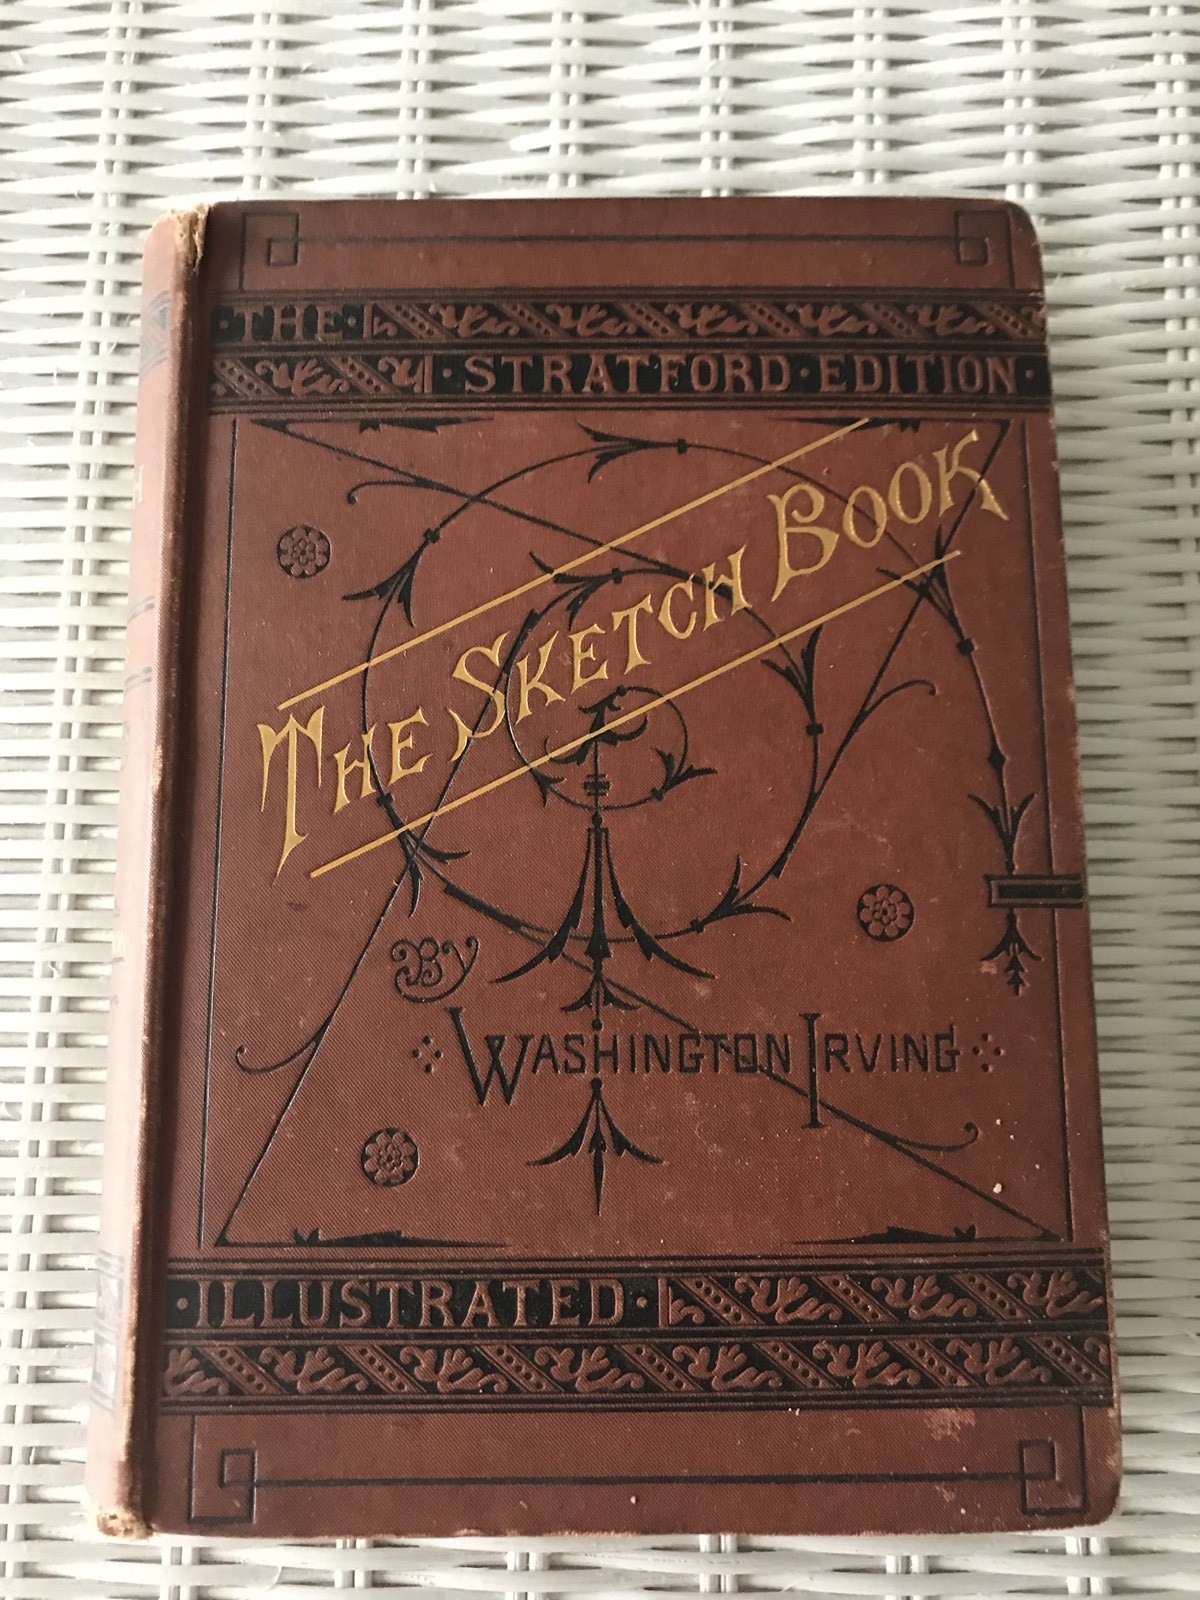 ·THE·
·STRATFORD·EDITION·
THE SKETCH BOOK
By
WASHINGTON IRVING
·ILLUSTRATED·